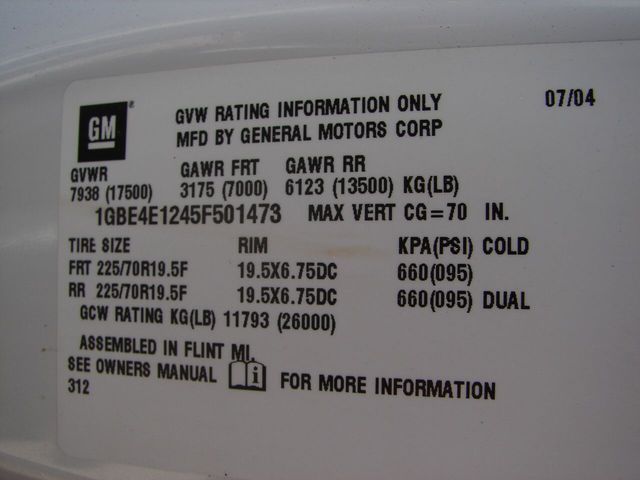 GM ®
GVW RATING INFORMATION ONLY 07/04
MFD BY GENERAL MOTORS CORP
GVWR GAWR FRT GAWR RR
7938 (17500) 3175 (7000) 6123 (13500) KG(LB)
1GBE4E1245F501473 MAX VERT CG=70 IN.
TIRE SIZE RIM KPA(PSI) COLD
FRT 225/70R19.5F 19.5X6.75DC 660(095)
RR 225/70R19.5F 19.5X6.75DC 660(095) DUAL
GCW RATING KG(LB) 11793 (26000)
ASSEMBLED IN FLINT MI.
SEE OWNERS MANUAL i FOR MORE INFORMATION
312